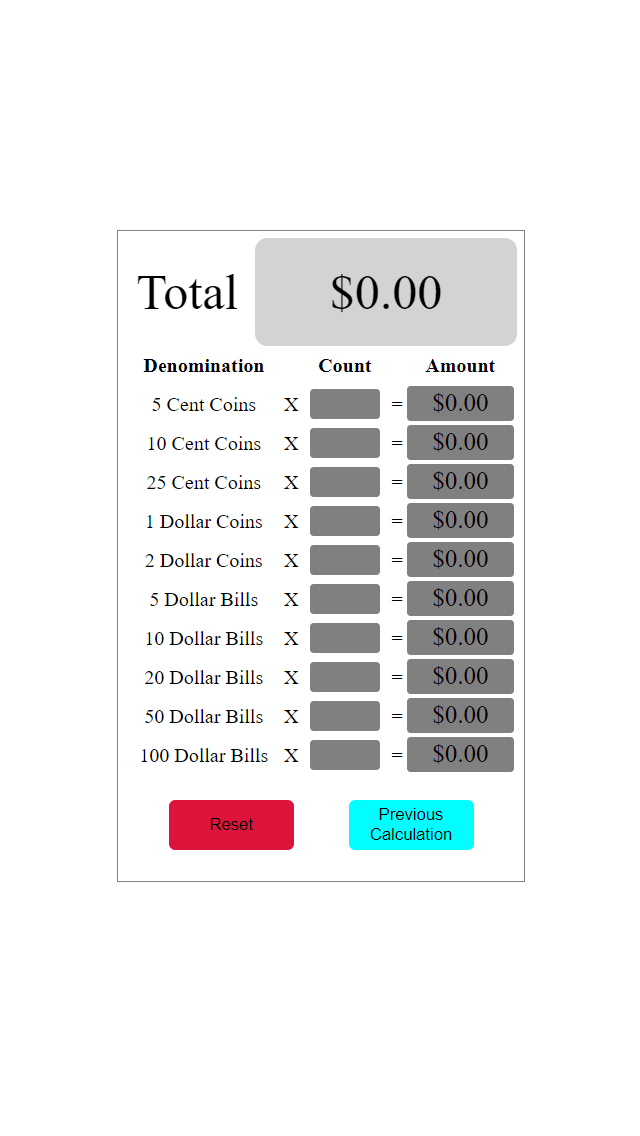 Total $0.00
Denomination Count Amount
5 Cent Coins X = $0.00
10 Cent Coins X = $0.00
25 Cent Coins X = $0.00
1 Dollar Coins X = $0.00
2 Dollar Coins X = $0.00
5 Dollar Bills X = $0.00
10 Dollar Bills X = $0.00
20 Dollar Bills X = $0.00
50 Dollar Bills X = $0.00
100 Dollar Bills X = $0.00
Reset
Previous
Calculation